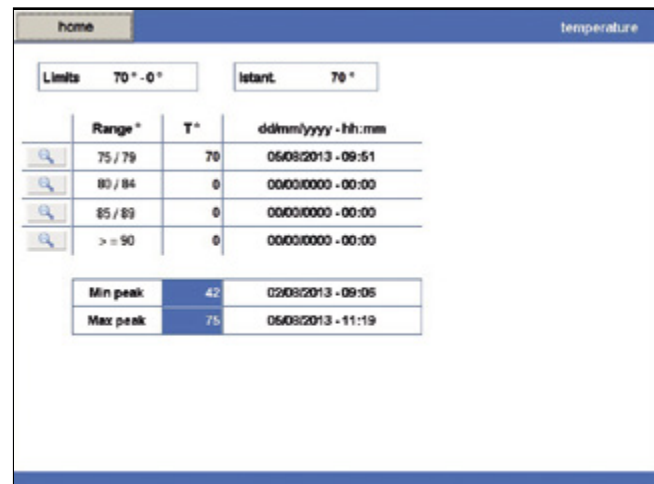 home temperature
Limits 70° - 0° Istant. 70°
Range° T° dd/mm/yyyy - hh:mm
75 / 79 70 05/08/2013 - 09:51
80 / 84 0 00/00/0000 - 00:00
85 / 89 0 00/00/0000 - 00:00
> = 90 0 00/00/0000 - 00:00
Min peak 42 02/08/2013 - 09:05
Max peak 75 05/08/2013 - 11:19